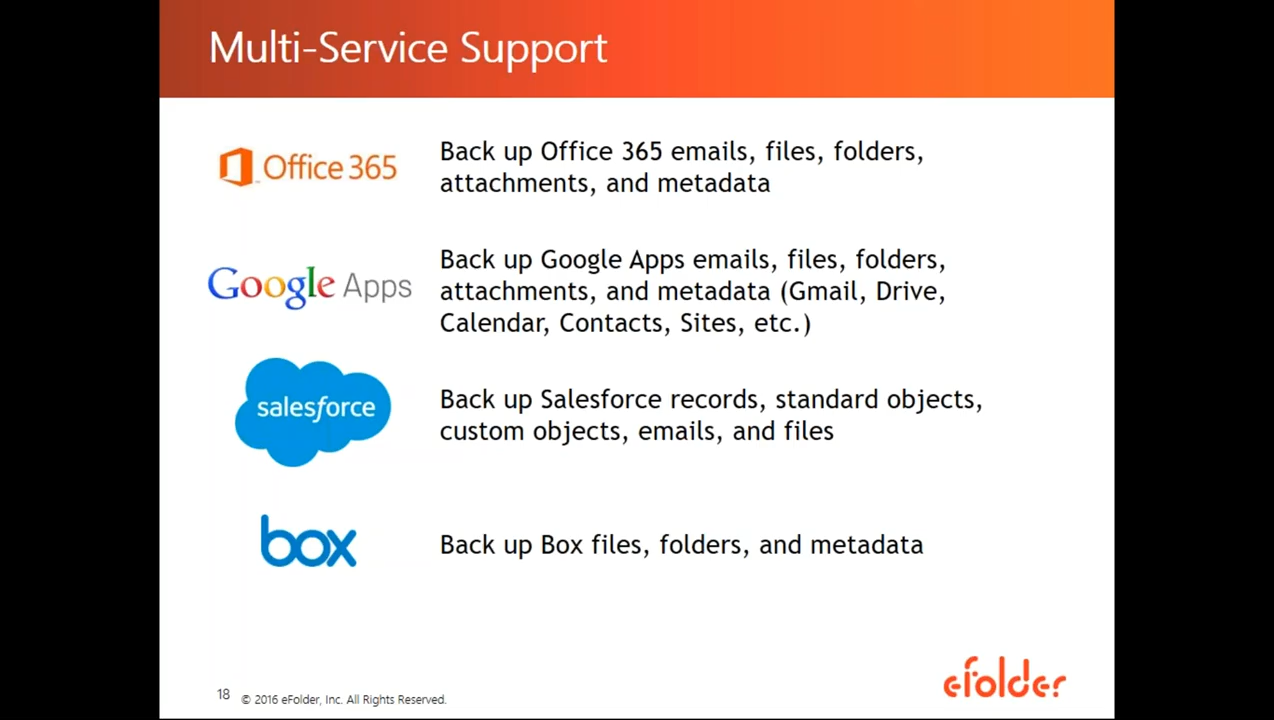 Multi-Service Support
Office 365
Back up Office 365 emails, files, folders,
attachments, and metadata
Google Apps
Back up Google Apps emails, files, folders,
attachments, and metadata (Gmail, Drive,
Calendar, Contacts, Sites, etc.)
salesforce
Back up Salesforce records, standard objects,
custom objects, emails, and files
box
Back up Box files, folders, and metadata
18 © 2016 eFolder, Inc. All Rights Reserved.
efolder